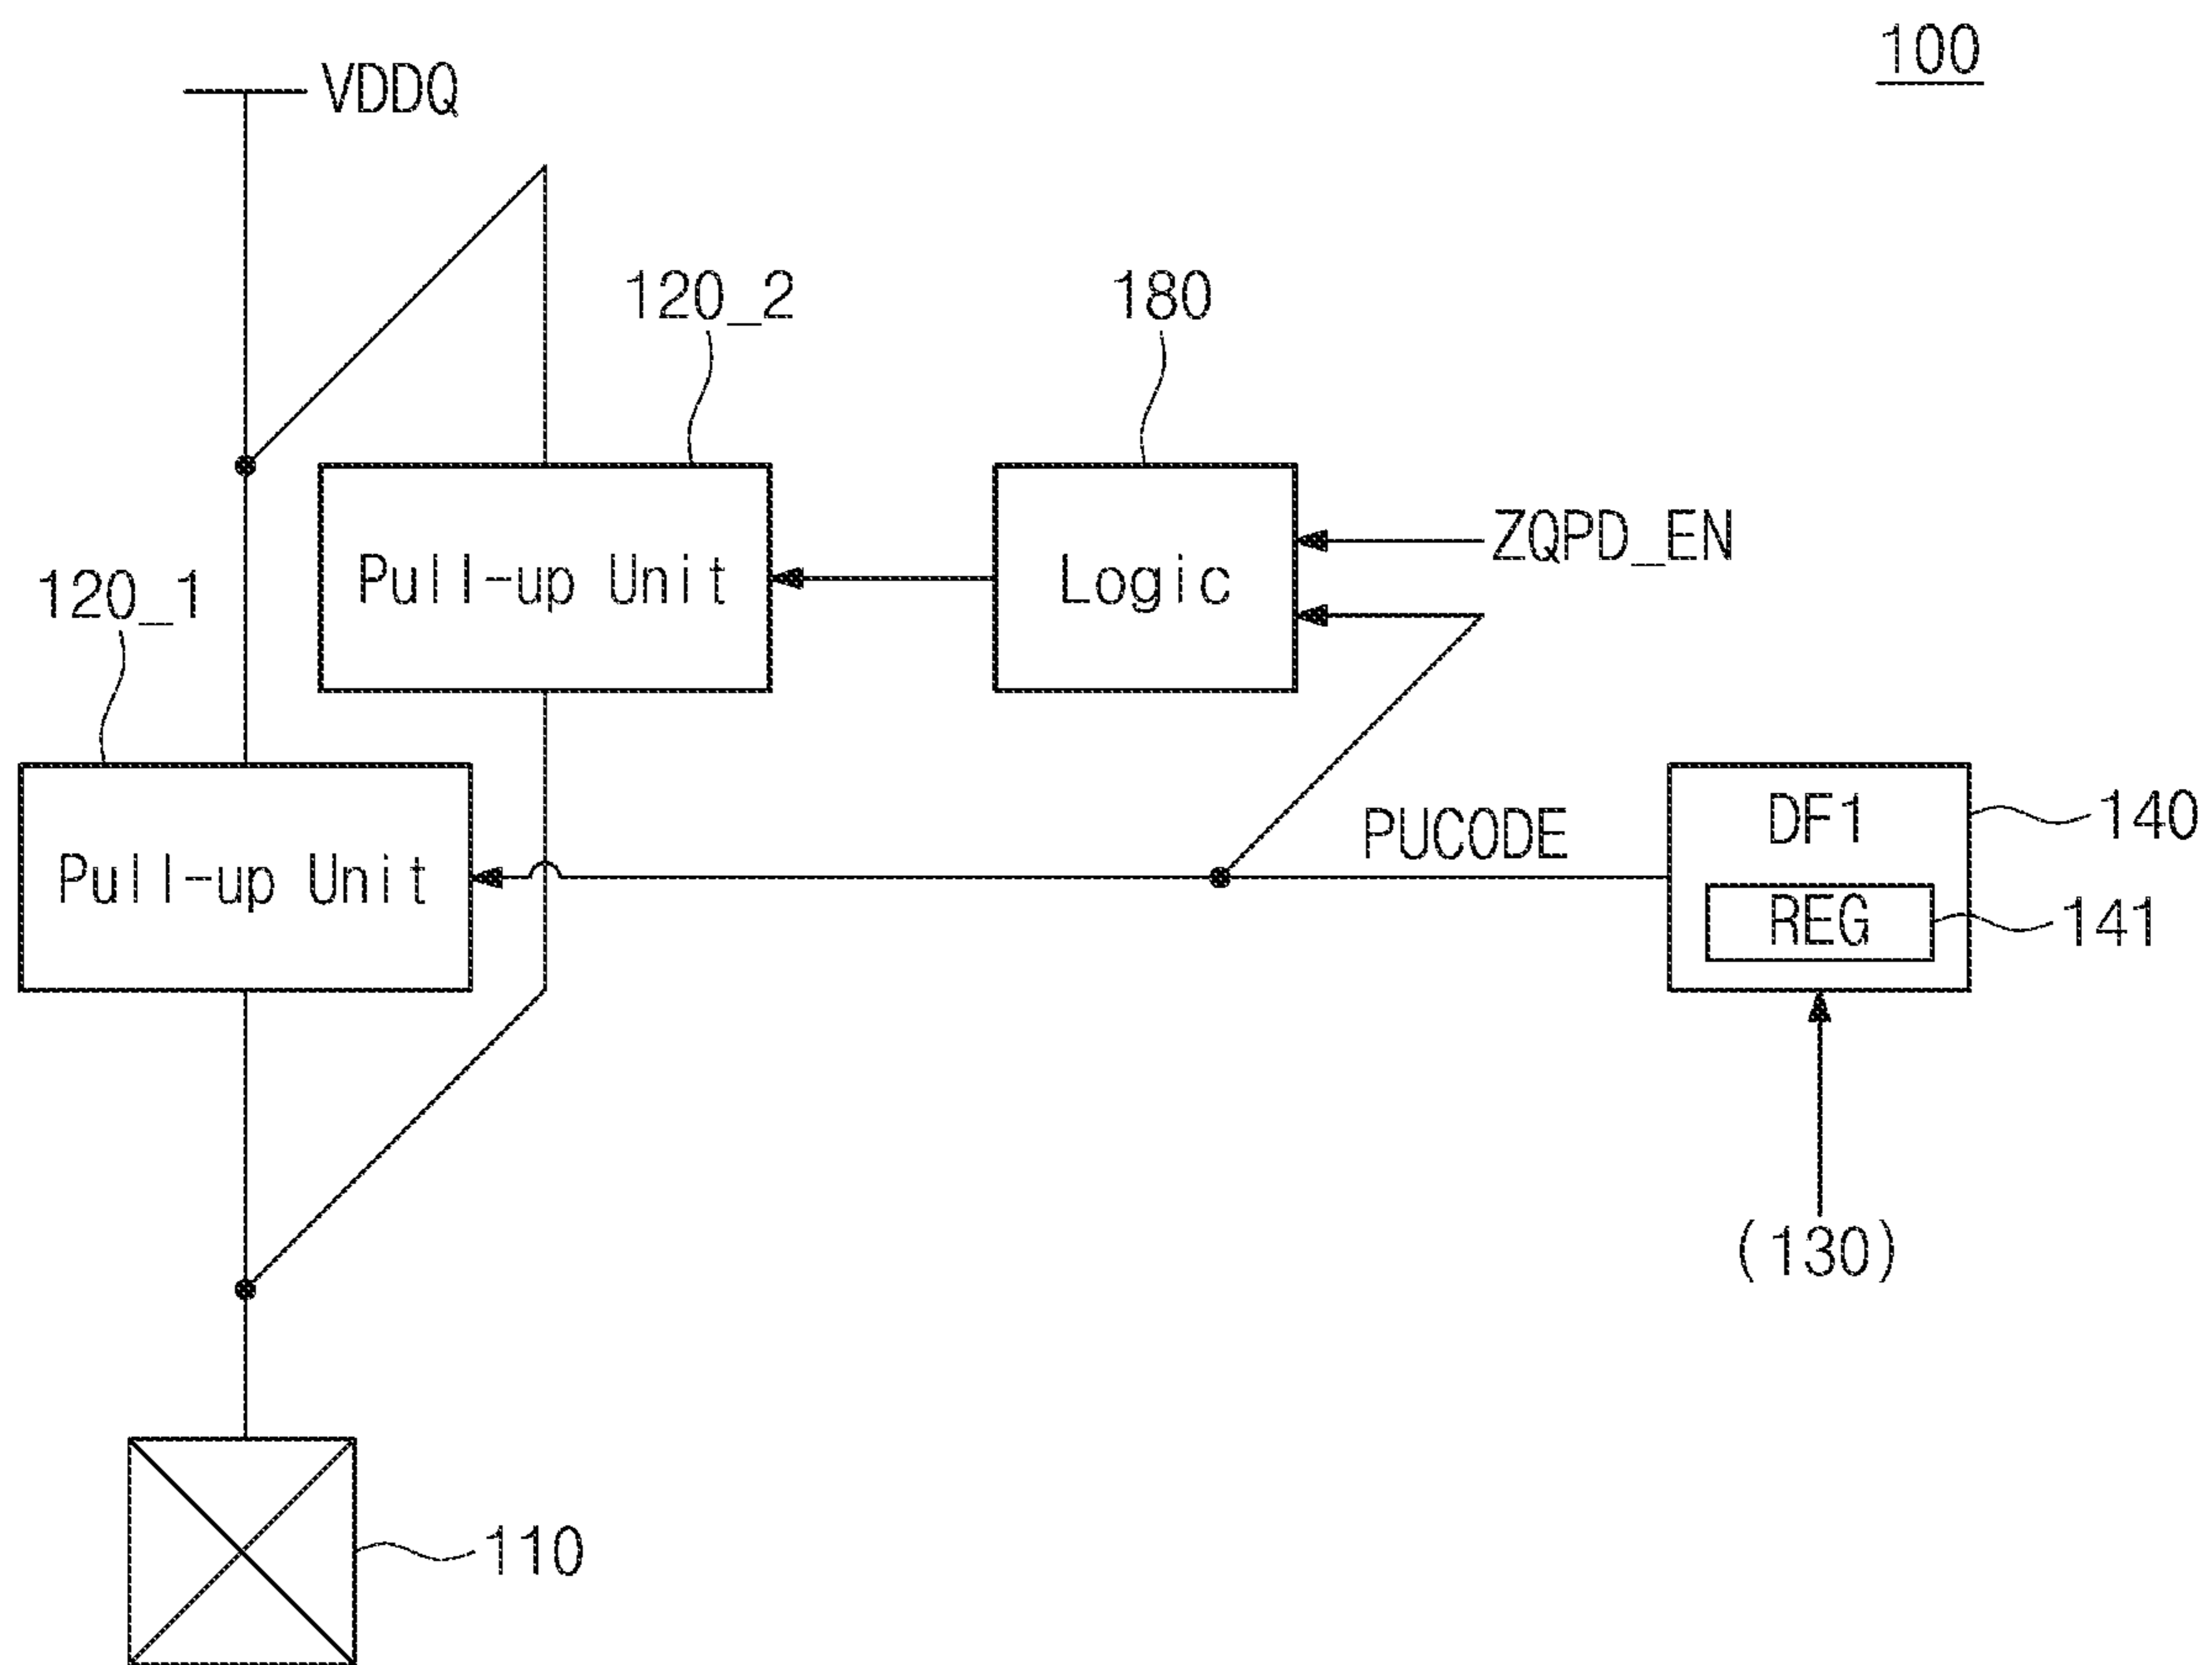 100
VDDQ
120_2
180
Pull-up Unit
Logic
ZQPD_EN
120_1
Pull-up Unit
PUCODE
DF1
140
REG
141
(130)
110